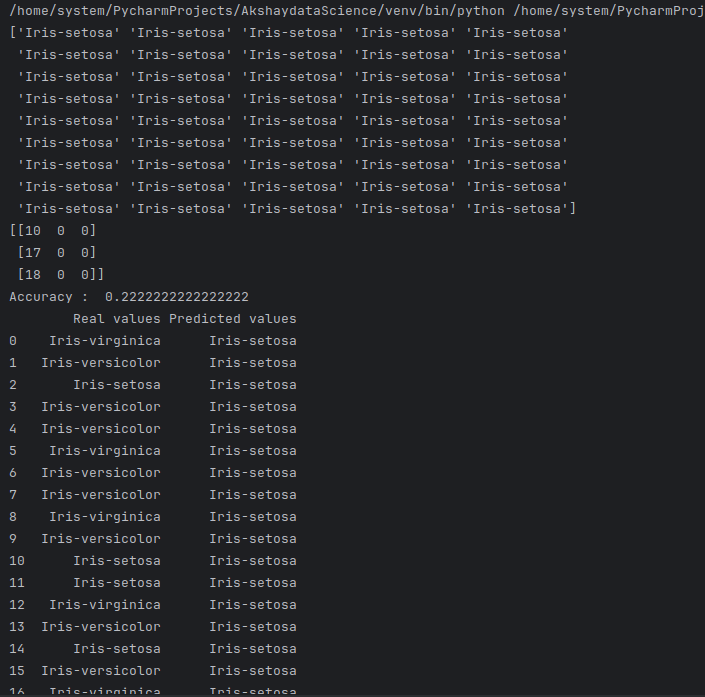 /home/system/PycharmProjects/AkshaydataScience/venv/bin/python /home/system/PycharmProj
['Iris-setosa' 'Iris-setosa' 'Iris-setosa' 'Iris-setosa' 'Iris-setosa'
 'Iris-setosa' 'Iris-setosa' 'Iris-setosa' 'Iris-setosa' 'Iris-setosa'
 'Iris-setosa' 'Iris-setosa' 'Iris-setosa' 'Iris-setosa' 'Iris-setosa'
 'Iris-setosa' 'Iris-setosa' 'Iris-setosa' 'Iris-setosa' 'Iris-setosa'
 'Iris-setosa' 'Iris-setosa' 'Iris-setosa' 'Iris-setosa' 'Iris-setosa'
 'Iris-setosa' 'Iris-setosa' 'Iris-setosa' 'Iris-setosa' 'Iris-setosa'
 'Iris-setosa' 'Iris-setosa' 'Iris-setosa' 'Iris-setosa' 'Iris-setosa'
 'Iris-setosa' 'Iris-setosa' 'Iris-setosa' 'Iris-setosa' 'Iris-setosa'
 'Iris-setosa' 'Iris-setosa' 'Iris-setosa' 'Iris-setosa' 'Iris-setosa']
[[10  0  0]
 [17  0  0]
 [18  0  0]]
Accuracy :  0.2222222222222222
        Real values Predicted values
0    Iris-virginica      Iris-setosa
1   Iris-versicolor      Iris-setosa
2       Iris-setosa      Iris-setosa
3   Iris-versicolor      Iris-setosa
4   Iris-versicolor      Iris-setosa
5    Iris-virginica      Iris-setosa
6   Iris-versicolor      Iris-setosa
7   Iris-versicolor      Iris-setosa
8    Iris-virginica      Iris-setosa
9   Iris-versicolor      Iris-setosa
10      Iris-setosa      Iris-setosa
11      Iris-setosa      Iris-setosa
12   Iris-virginica      Iris-setosa
13  Iris-versicolor      Iris-setosa
14      Iris-setosa      Iris-setosa
15  Iris-versicolor      Iris-setosa
16   Iris-virginica      Iris-setosa